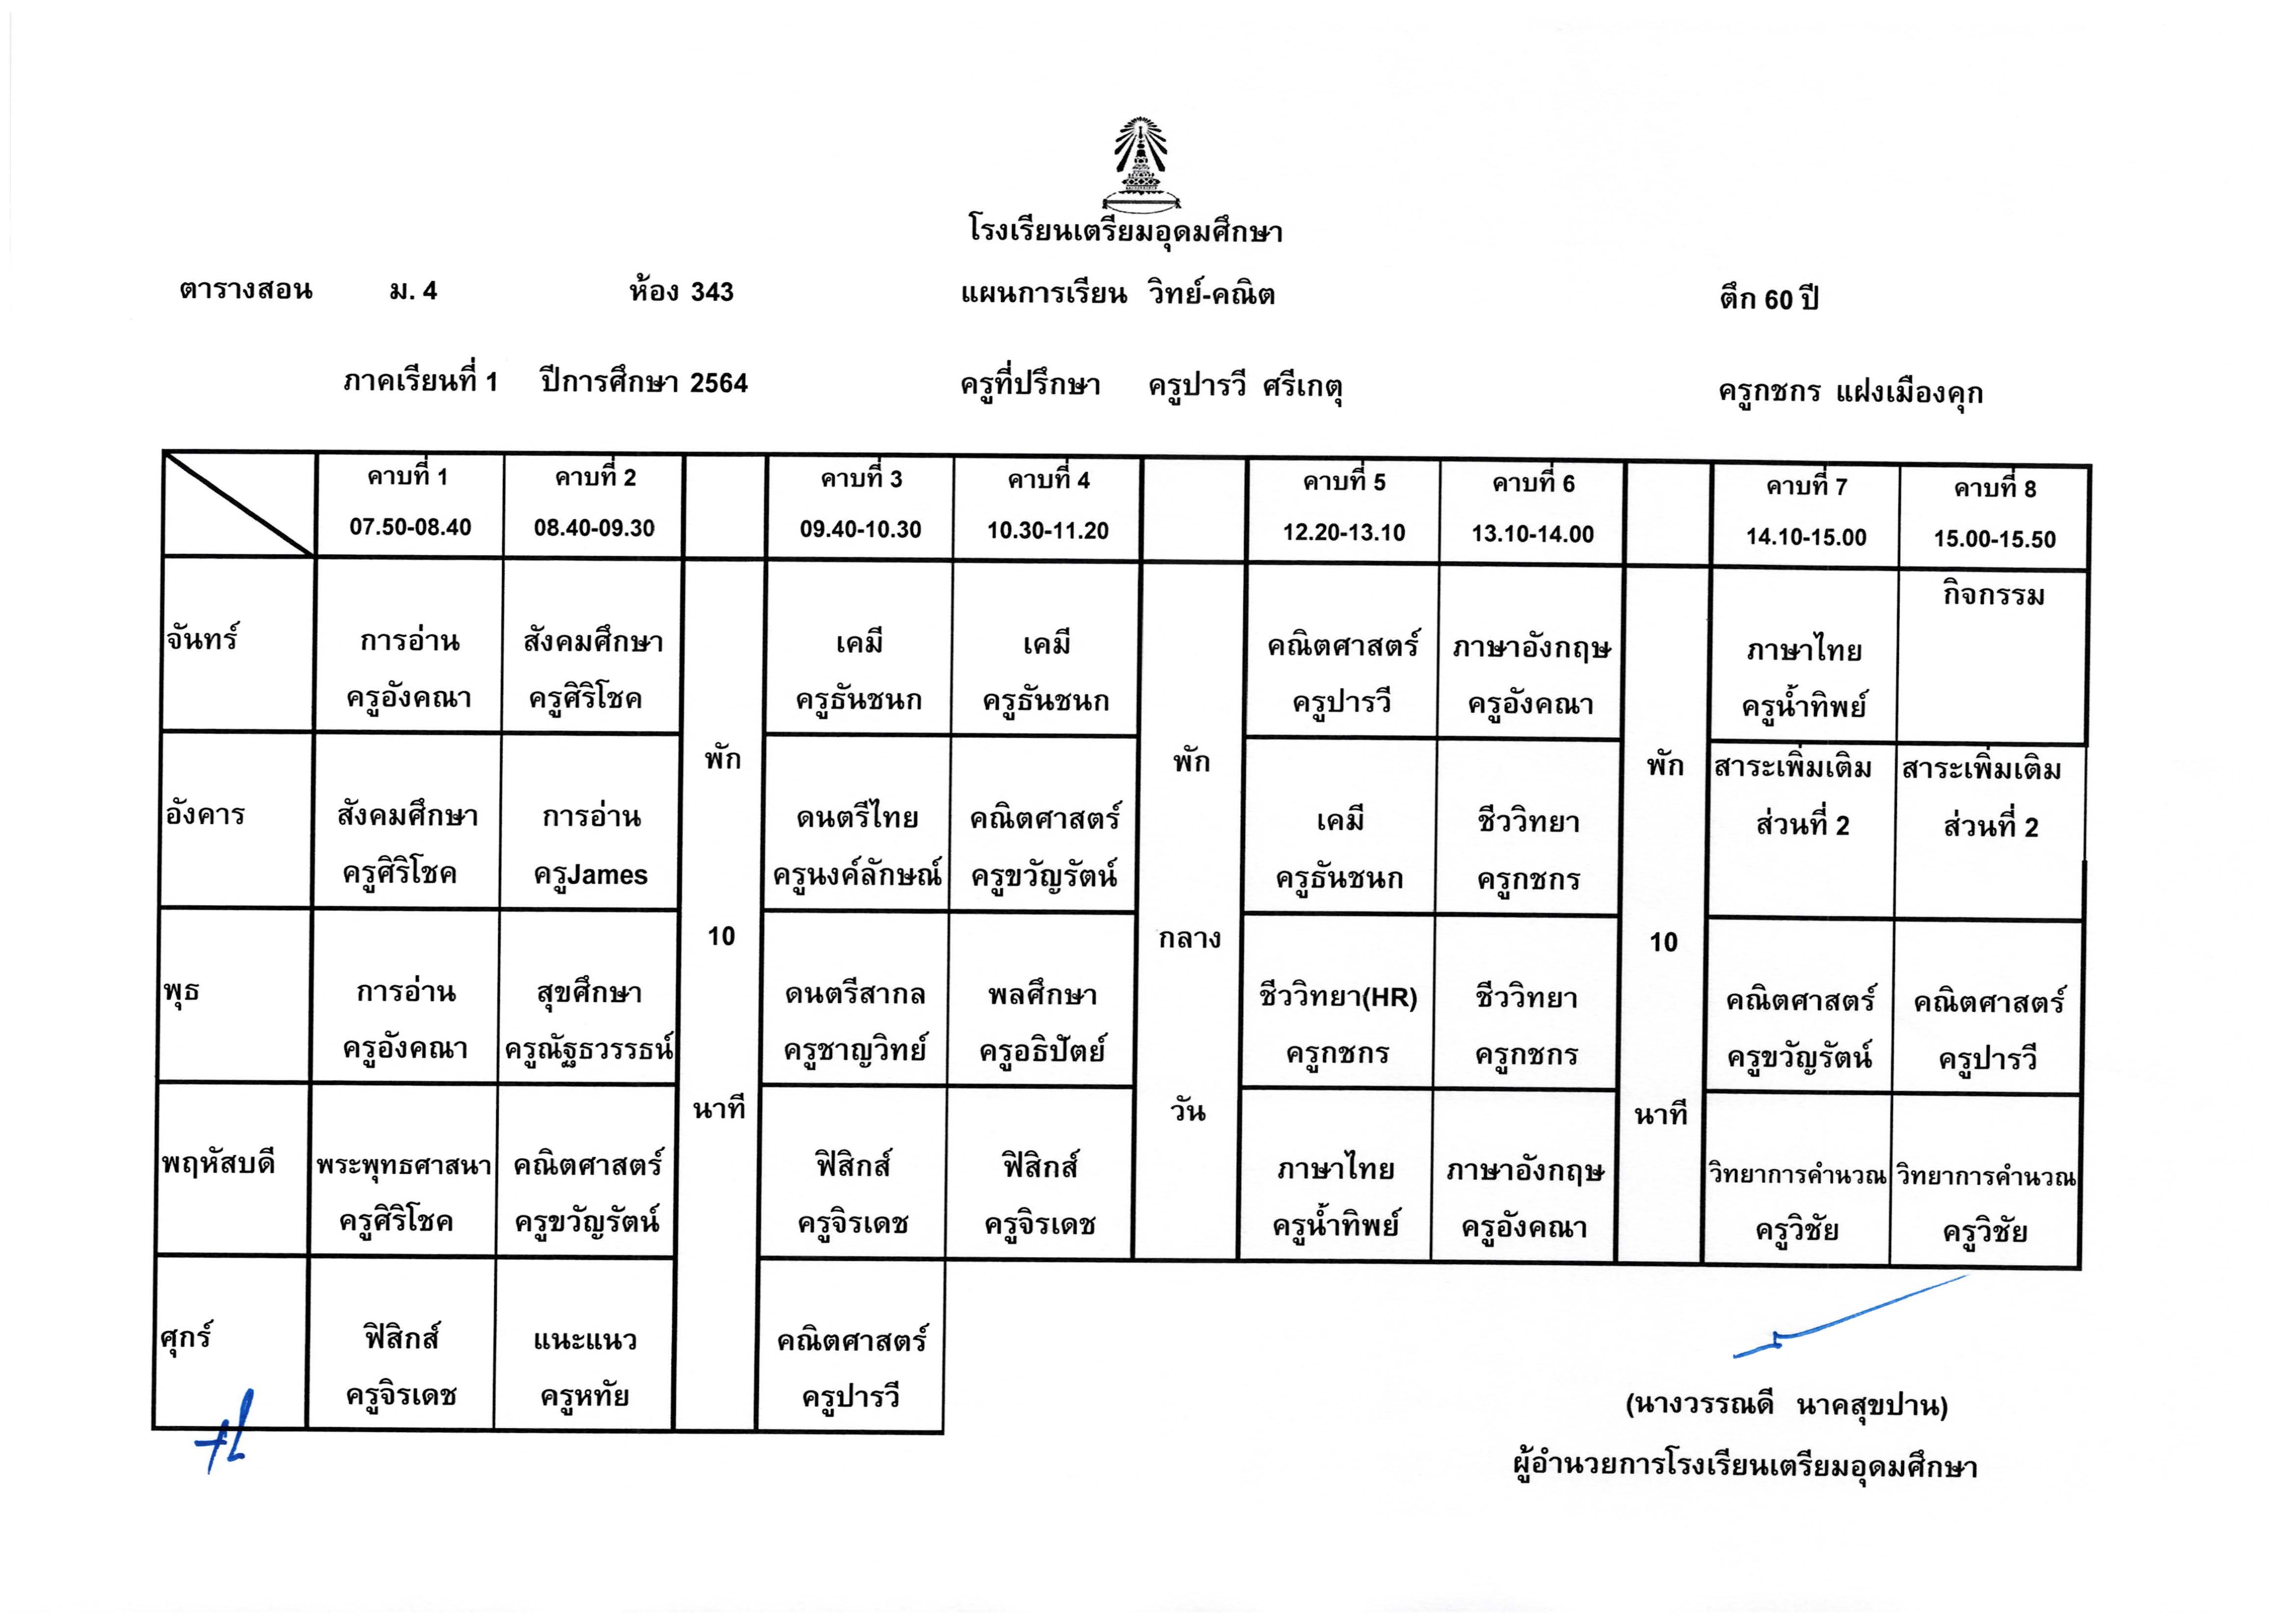 โรงเรียนเตรียมอุดมศึกษา
ตารางสอน ม. 4 ห้อง 343 แผนการเรียน วิทย์-คณิต ตึก 60 ปี
ภาคเรียนที่ 1 ปีการศึกษา 2564 ครูที่ปรึกษา ครูปารวี ศรีเกตุ ครูกชกร แฝงเมืองคุก
คาบที่ 1 คาบที่ 2 คาบที่ 3 คาบที่ 4 คาบที่ 5 คาบที่ 6 คาบที่ 7 คาบที่ 8
07.50-08.40 08.40-09.30 09.40-10.30 10.30-11.20 12.20-13.10 13.10-14.00 14.10-15.00 15.00-15.50
กิจกรรม
จันทร์ การอ่าน สังคมศึกษา เคมี เคมี คณิตศาสตร์ ภาษาอังกฤษ ภาษาไทย
ครูอังคณา ครูศิริโชค ครูธันชนก ครูธันชนก ครูปารวี ครูอังคณา ครูน้ำทิพย์
พัก พัก พัก สาระเพิ่มเติม สาระเพิ่มเติม
อังคาร สังคมศึกษา การอ่าน ดนตรีไทย คณิตศาสตร์ เคมี ชีววิทยา ส่วนที่ 2 ส่วนที่ 2
ครูศิริโชค ครูJames ครูนงค์ลักษณ์ ครูขวัญรัตน์ ครูธันชนก ครูกชกร
10 กลาง 10
พุธ การอ่าน สุขศึกษา ดนตรีสากล พลศึกษา ชีววิทยา(HR) ชีววิทยา คณิตศาสตร์ คณิตศาสตร์
ครูอังคณา ครูณัฐธวรรธน์ ครูชาญวิทย์ ครูอธิปัตย์ ครูกชกร ครูกชกร ครูขวัญรัตน์ ครูปารวี
นาที วัน นาที
พฤหัสบดี พระพุทธศาสนา คณิตศาสตร์ ฟิสิกส์ ฟิสิกส์ ภาษาไทย ภาษาอังกฤษ วิทยาการคำนวณ วิทยาการคำนวณ
ครูศิริโชค ครูขวัญรัตน์ ครูจิรเดช ครูจิรเดช ครูน้ำทิพย์ ครูอังคณา ครูวิชัย ครูวิชัย
ศุกร์ ฟิสิกส์ แนะแนว คณิตศาสตร์
ครูจิรเดช ครูหทัย ครูปารวี
(นางวรรณดี นาคสุขปาน)
ผู้อำนวยการโรงเรียนเตรียมอุดมศึกษา